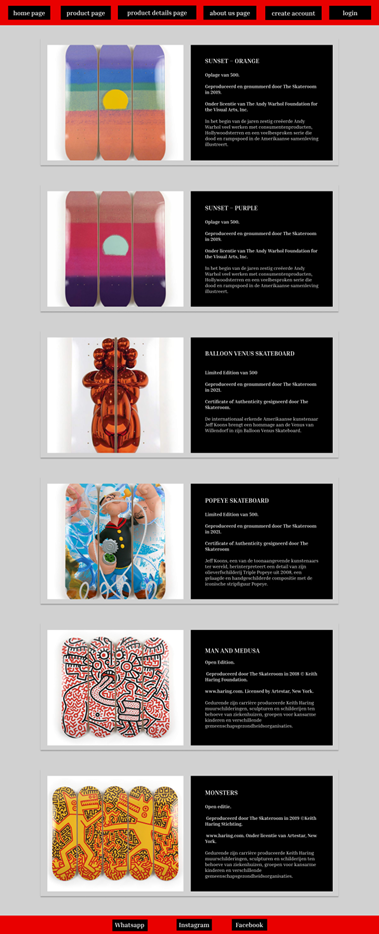 home page
product page
product details page
about us page
create account
login
SUNSET – ORANGE
Oplage van 500.
Geproduceerd en genummerd door The Skateroom
in 2019.
Onder licentie van The Andy Warhol Foundation for
the Visual Arts, Inc.
In het begin van de jaren zestig creëerde Andy
Warhol veel werken met consumentenproducten,
Hollywoodsterren en een veelbesproken serie die
dood en rampspoed in de Amerikaanse samenleving
illustreert.
SUNSET – PURPLE
Oplage van 500.
Geproduceerd en genummerd door The Skateroom
in 2019.
Onder licentie van The Andy Warhol Foundation for
the Visual Arts, Inc.
In het begin van de jaren zestig creëerde Andy
Warhol veel werken met consumentenproducten,
Hollywoodsterren en een veelbesproken serie die
dood en rampspoed in de Amerikaanse samenleving
illustreert.
BALLOON VENUS SKATEBOARD
Limited Edition van 500
Geproduceerd en genummerd door The Skateroom
in 2021.
Certificate of Authenticity gesigneerd door The
Skateroom.
De internationaal erkende Amerikaanse kunstenaar
Jeff Koons brengt een hommage aan de Venus van
Willendorf in zijn Balloon Venus Skateboard.
POPEYE SKATEBOARD
Limited Edition van 500.
Geproduceerd en genummerd door The Skateroom
in 2021.
Certificate of Authenticity gesigneerd door The
Skateroom
Jeff Koons, een van de toonaangevende kunstenaars
ter wereld, herinterpreteert een detail van zijn
olieverfschilderij Triple Popeye uit 2008, een
gelaagde en handgeschilderde compositie met de
iconische stripfiguur Popeye.
MAN AND MEDUSA
Open Edition.
Geproduceerd door The Skateroom in 2018 © Keith
Haring Foundation.
www.haring.com. Licensed by Artestar, New York.
Gedurende zijn carrière produceerde Keith Haring
muurschilderingen, sculpturen en schilderijen ten
behoeve van ziekenhuizen, groepen voor kansarme
kinderen en verschillende
gemeenschapsgezondheidsorganisaties.
MONSTERS
Open editie.
Geproduceerd door The Skateroom in 2019 ©Keith
Haring Stichting.
www.haring.com. Onder licentie van Artestar, New
York.
Gedurende zijn carrière produceerde Keith Haring
muurschilderingen, sculpturen en schilderijen ten
behoeve van ziekenhuizen, groepen voor kansarme
kinderen en verschillende
gemeenschapsgezondheidsorganisaties.
Whatsapp
Instagram
Facebook